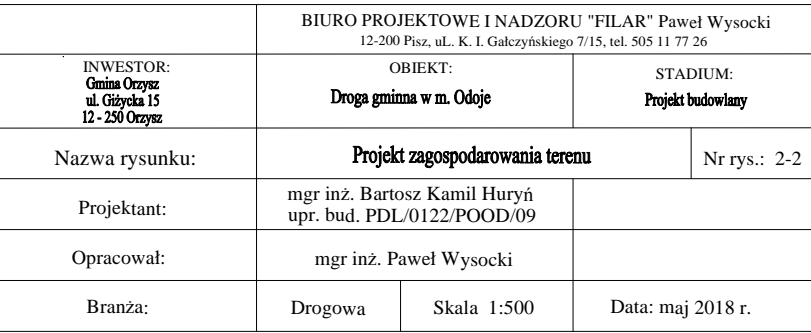 BIURO PROJEKTOWE I NADZORU "FILAR" Paweł Wysocki
12-200 Pisz, uL. K. I. Gałczyńskiego 7/15, tel. 505 11 77 26
INWESTOR:
Gmina Orzysz
ul. Giżycka 15
12 - 250 Orzysz
OBIEKT:
Droga gminna w m. Odoje
STADIUM:
Projekt budowlany
Nazwa rysunku:
Projekt zagospodarowania terenu
Nr rys.: 2-2
Projektant:
mgr inż. Bartosz Kamil Huryń
upr. bud. PDL/0122/POOD/09
Opracował:
mgr inż. Paweł Wysocki
Branża:
Drogowa
Skala 1:500
Data: maj 2018 r.